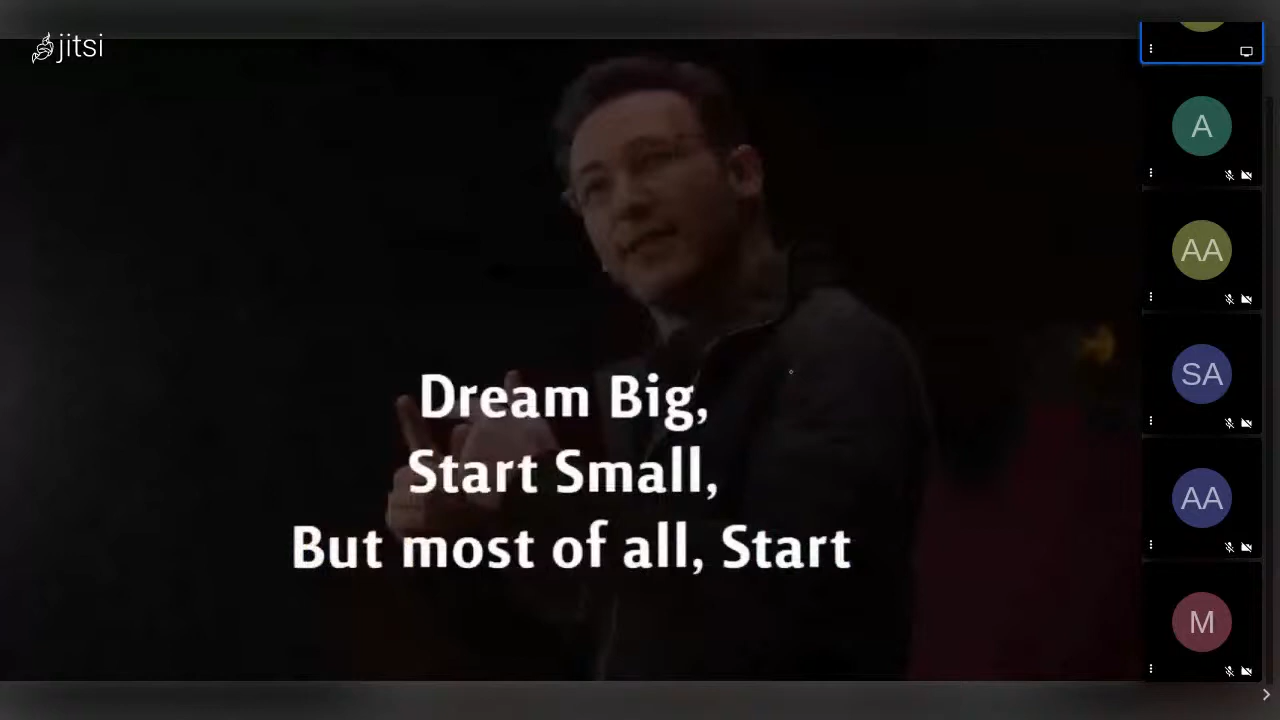 jitsi
A
AA
SA
AA
M
Dream Big,
Start Small,
But most of all, Start